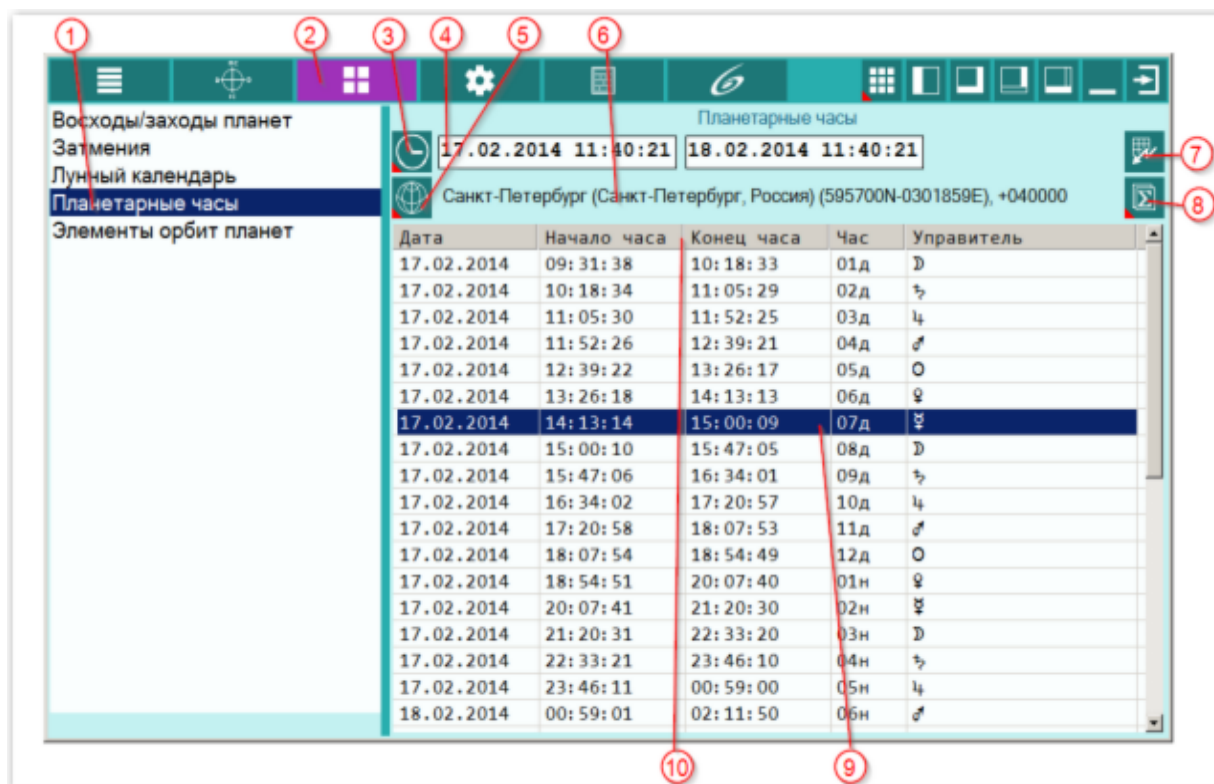 1 2 3 4 5 6
Восходы/заходы планет
Затмения
Лунный календарь
Планетарные часы
Элементы орбит планет
Планетарные часы
17.02.2014 11:40:21 18.02.2014 11:40:21
7
Санкт-Петербург (Санкт-Петербург, Россия) (595700N-0301859E), +040000
8
Дата Начало часа Конец часа Час Управитель
17.02.2014 09:31:38 10:18:33 01д ☽
17.02.2014 10:18:34 11:05:29 02д ♄
17.02.2014 11:05:30 11:52:25 03д ♃
17.02.2014 11:52:26 12:39:21 04д ♂
17.02.2014 12:39:22 13:26:17 05д О
17.02.2014 13:26:18 14:13:13 06д ♀
17.02.2014 14:13:14 15:00:09 07д ☿
17.02.2014 15:00:10 15:47:05 08д ☽
17.02.2014 15:47:06 16:34:01 09д ♄
17.02.2014 16:34:02 17:20:57 10д ♃
17.02.2014 17:20:58 18:07:53 11д ♂
17.02.2014 18:07:54 18:54:49 12д О
17.02.2014 18:54:51 20:07:40 01н ♀
17.02.2014 20:07:41 21:20:30 02н ☿
17.02.2014 21:20:31 22:33:20 03н ☽
17.02.2014 22:33:21 23:46:10 04н ♄
17.02.2014 23:46:11 00:59:00 05н ♃
18.02.2014 00:59:01 02:11:50 06н ♂
10 9